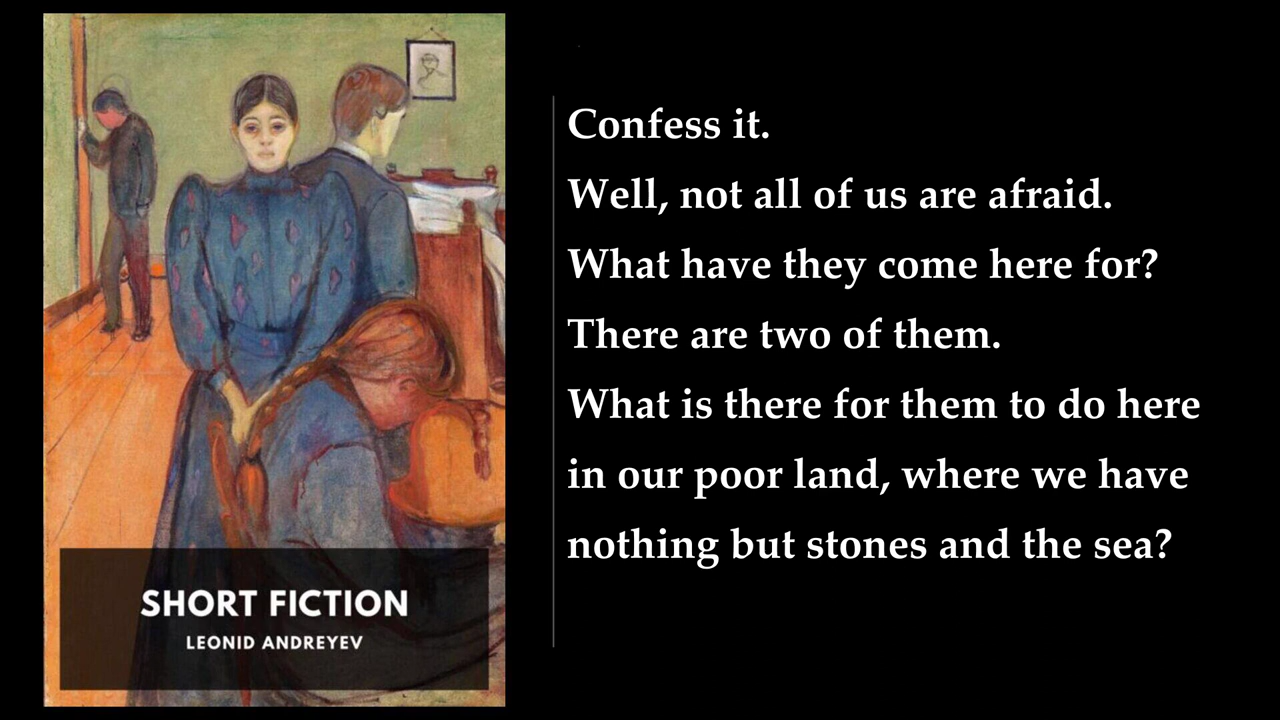 SHORT FICTION
LEONID ANDREYEV
Confess it.
Well, not all of us are afraid.
What have they come here for?
There are two of them.
What is there for them to do here
in our poor land, where we have
nothing but stones and the sea?